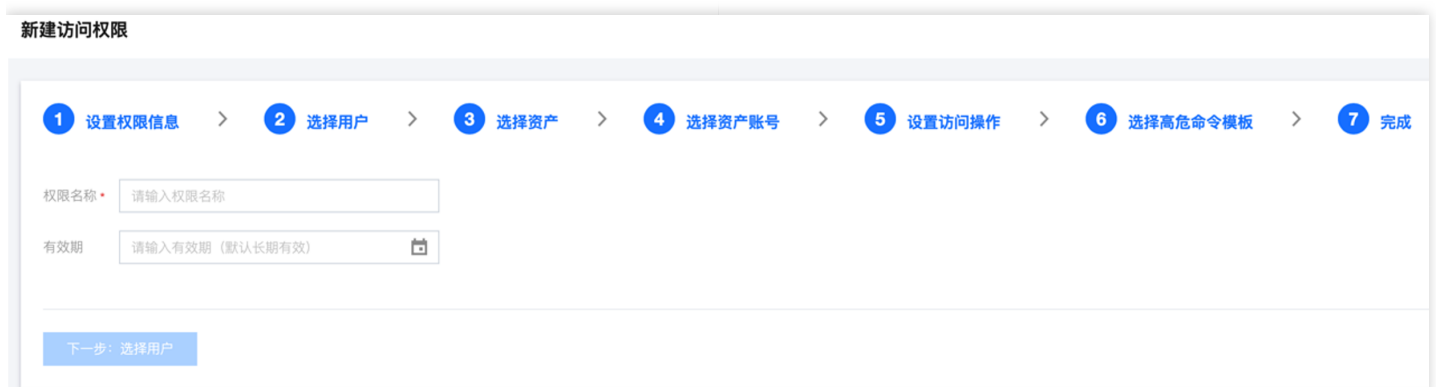 新建访问权限
1 设置权限信息 > 2 选择用户 > 3 选择资产 > 4 选择资产账号 > 5 设置访问操作 > 6 选择高危命令模板 > 7 完成
权限名称 * 请输入权限名称
有效期 请输入有效期（默认长期有效）
下一步：选择用户